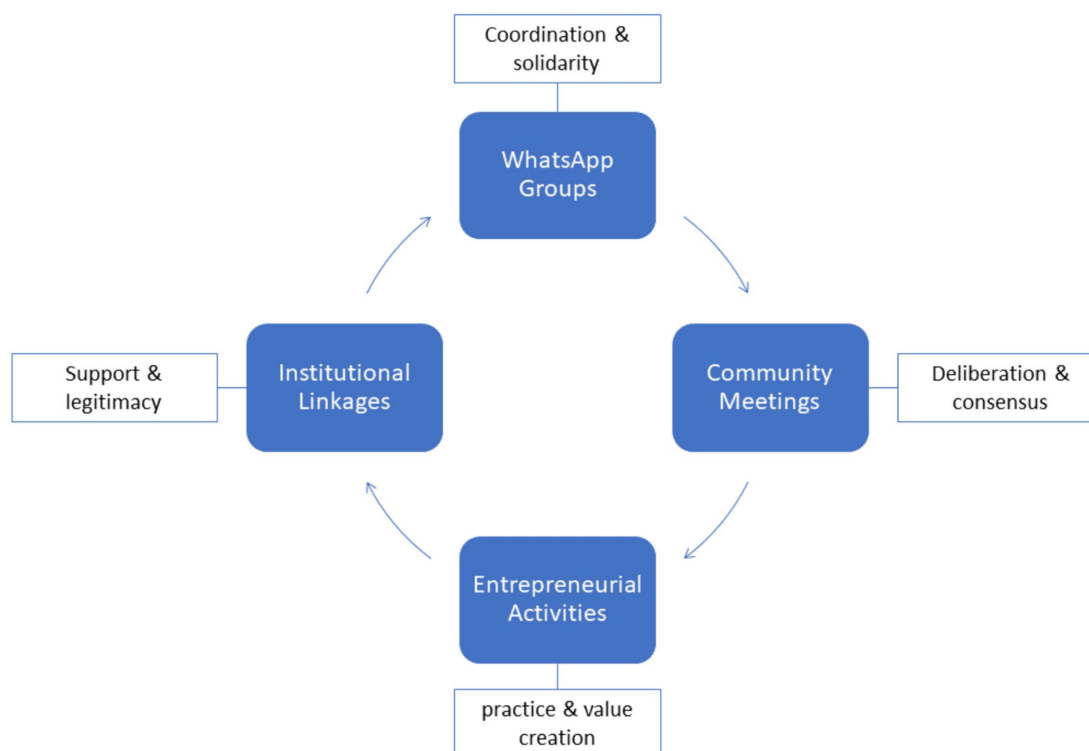 Coordination &
solidarity
WhatsApp
Groups
Support &
legitimacy
Institutional
Linkages
Community
Meetings
Deliberation &
consensus
Entrepreneurial
Activities
practice & value
creation